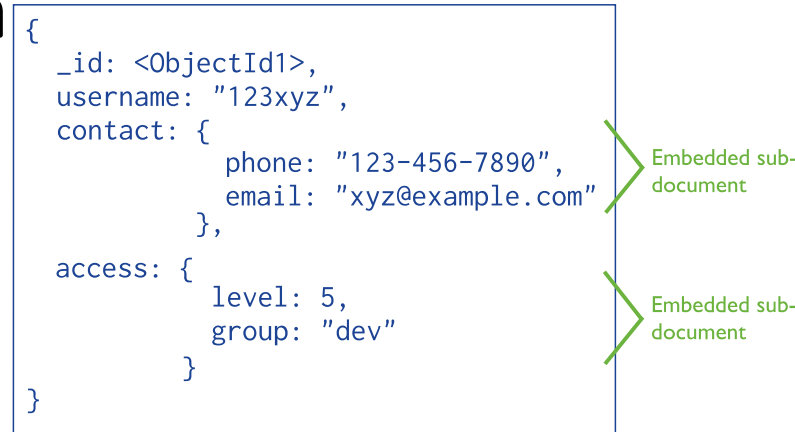 {
_id: <ObjectId1>,
username: "123xyz",
contact: {
phone: "123-456-7890",
email: "xyz@example.com"
},
access: {
level: 5,
group: "dev"
}
}
Embedded sub-
document
Embedded sub-
document